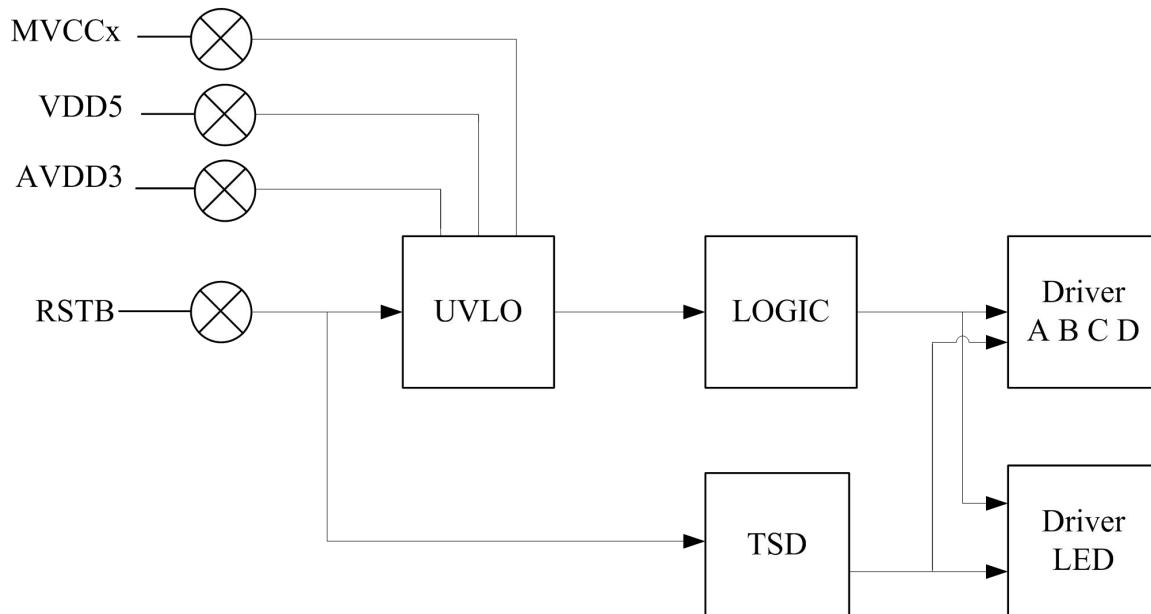 MVCCx
VDD5
AVDD3
RSTB
UVLO
LOGIC
Driver
A B C D
TSD
Driver
LED